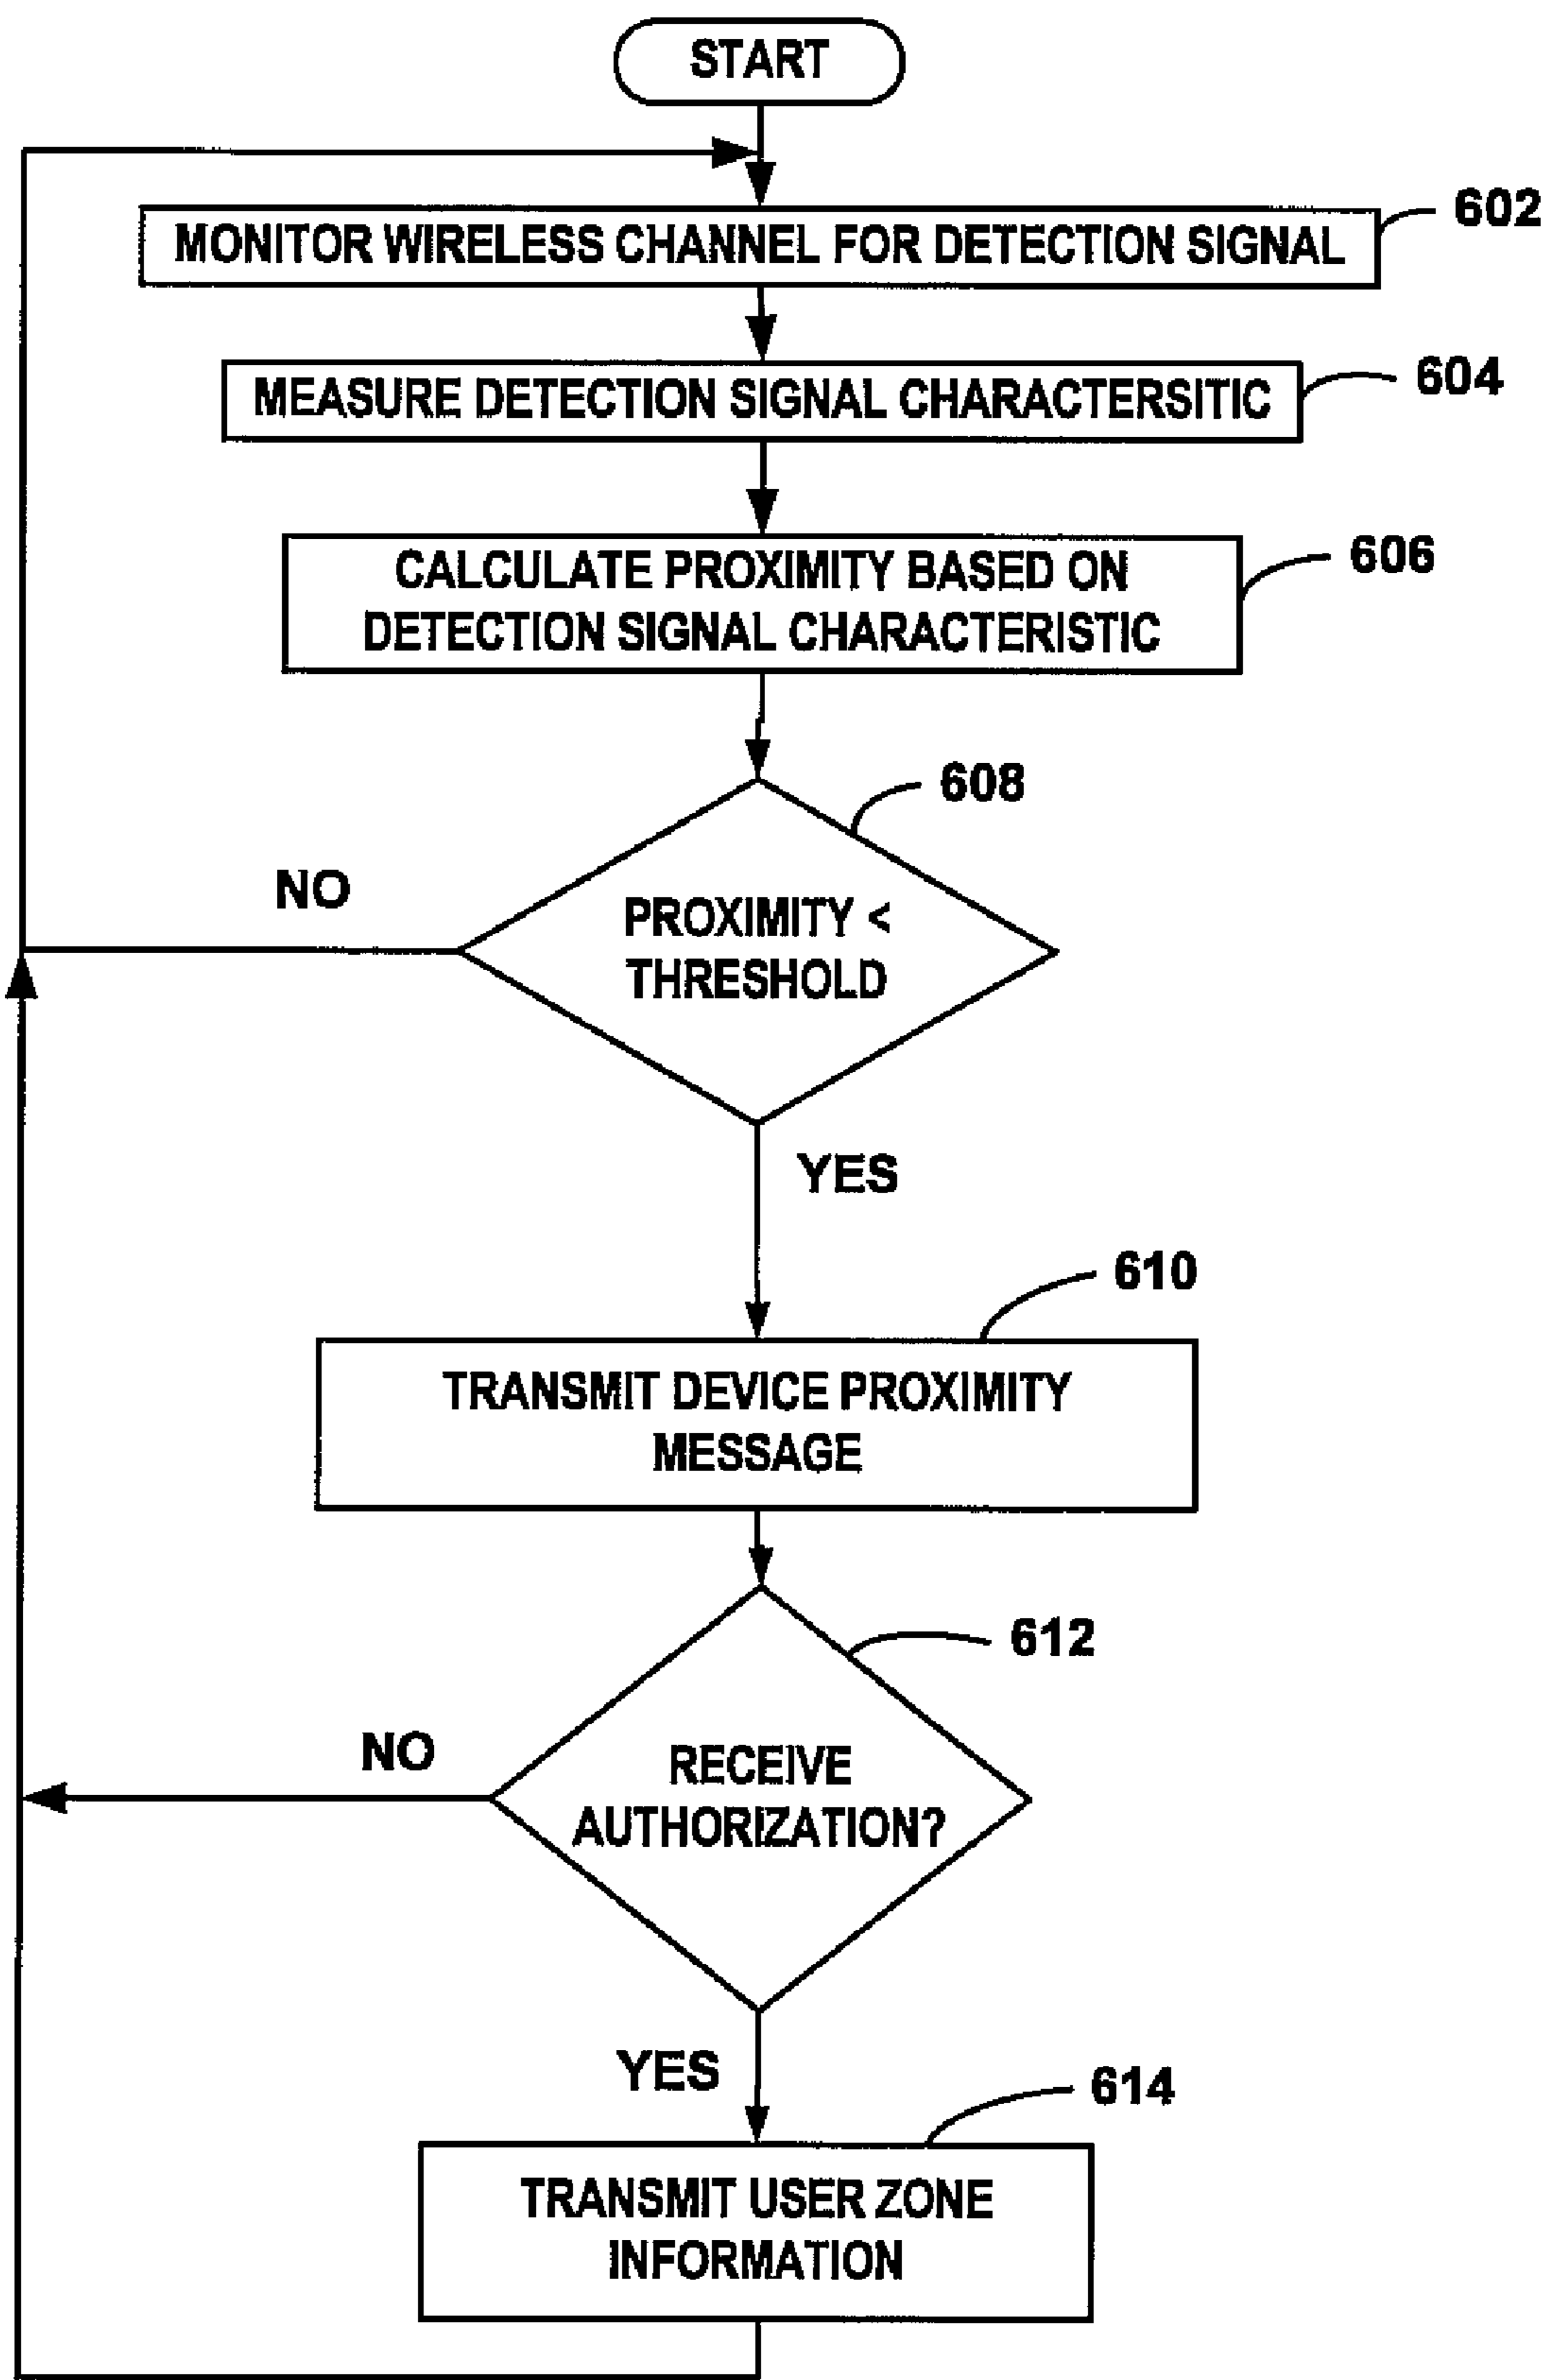 START
602
MONITOR WIRELESS CHANNEL FOR DETECTION SIGNAL
604
MEASURE DETECTION SIGNAL CHARACTERSITIC
606
CALCULATE PROXIMITY BASED ON
DETECTION SIGNAL CHARACTERISTIC
608
NO
PROXIMITY <
THRESHOLD
YES
610
TRANSMIT DEVICE PROXIMITY
MESSAGE
612
NO
RECEIVE
AUTHORIZATION?
YES
614
TRANSMIT USER ZONE
INFORMATION